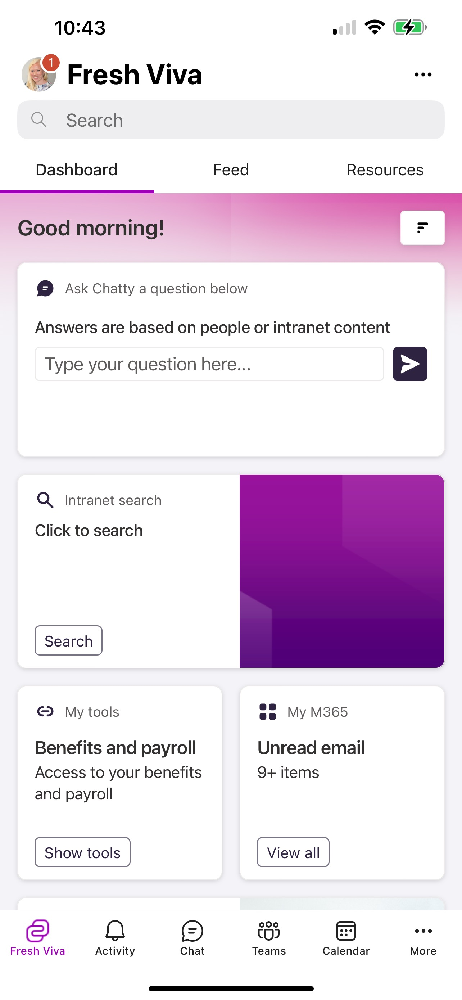 10:43
1
Fresh Viva
Search
Dashboard
Feed
Resources
Good morning!
Ask Chatty a question below
Answers are based on people or intranet content
Type your question here...
Intranet search
Click to search
Search
My tools
Benefits and payroll
Access to your benefits
and payroll
Show tools
My M365
Unread email
9+ items
View all
Fresh Viva
Activity
Chat
Teams
Calendar
More